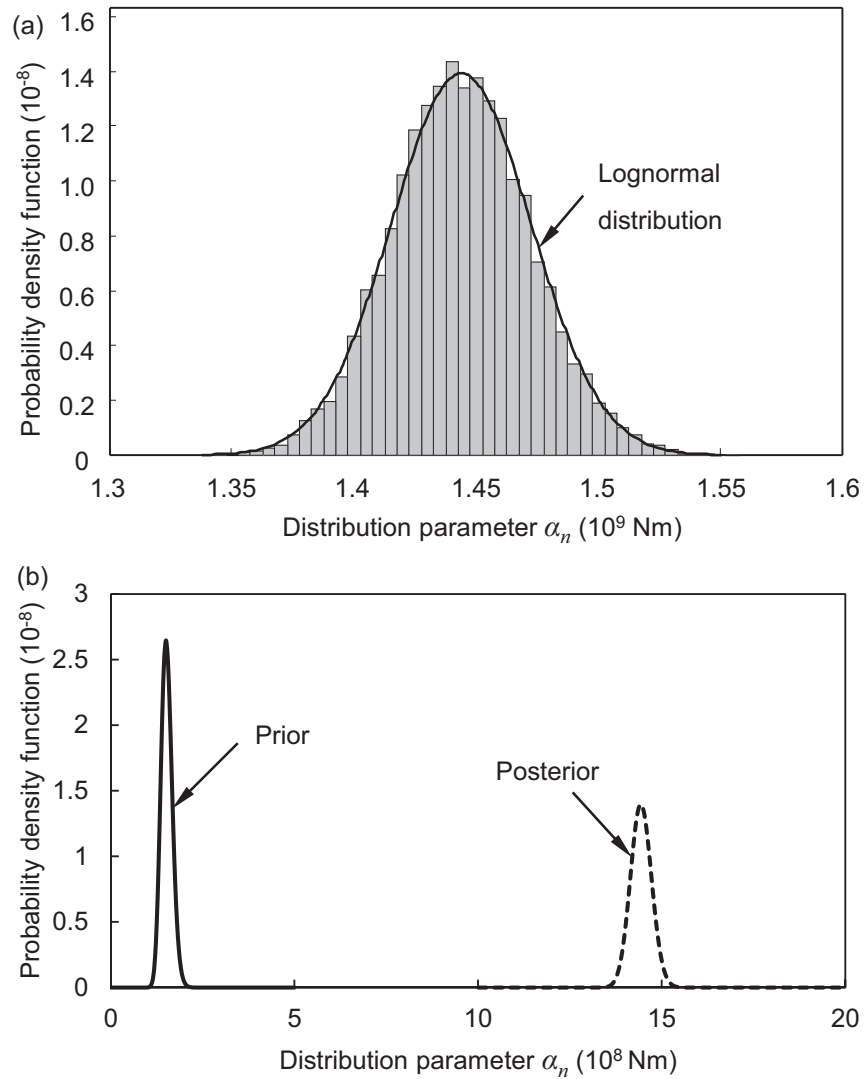 (a)
Probability density function (10⁻⁸)
1.6
1.4
1.2
1.0
0.8
0.6
0.4
0.2
0
Lognormal
distribution
1.3
1.35
1.4
1.45
1.5
1.55
1.6
Distribution parameter αₙ (10⁹ Nm)
(b)
Probability density function (10⁻⁸)
3
2.5
2
1.5
1
0.5
0
Prior
Posterior
0
5
10
15
20
Distribution parameter αₙ (10⁸ Nm)